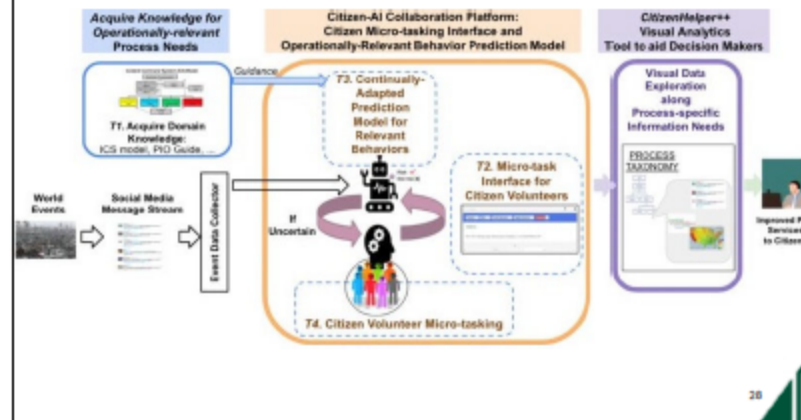 Acquire Knowledge for
Operationally-relevant
Process Needs
Citizen-AI Collaboration Platform:
Citizen Micro-tasking Interface and
Operationally-Relevant Behavior Prediction Model
CitizenHelper++
Visual Analytics
Tool to aid Decision Makers
T1. Acquire Domain
Knowledge:
ICS model, PIO Guide, ...
Guidance
T3. Continually-
Adapted
Prediction
Model for
Relevant
Behaviors
T2. Micro-task
Interface for
Citizen Volunteers
If
Uncertain
T4. Citizen Volunteer Micro-tasking
World
Events
Social Media
Message Stream
Event Data Collector
Visual Data
Exploration
along
Process-specific
Information Needs
PROCESS
TAXONOMY
Improved
Services
to
28